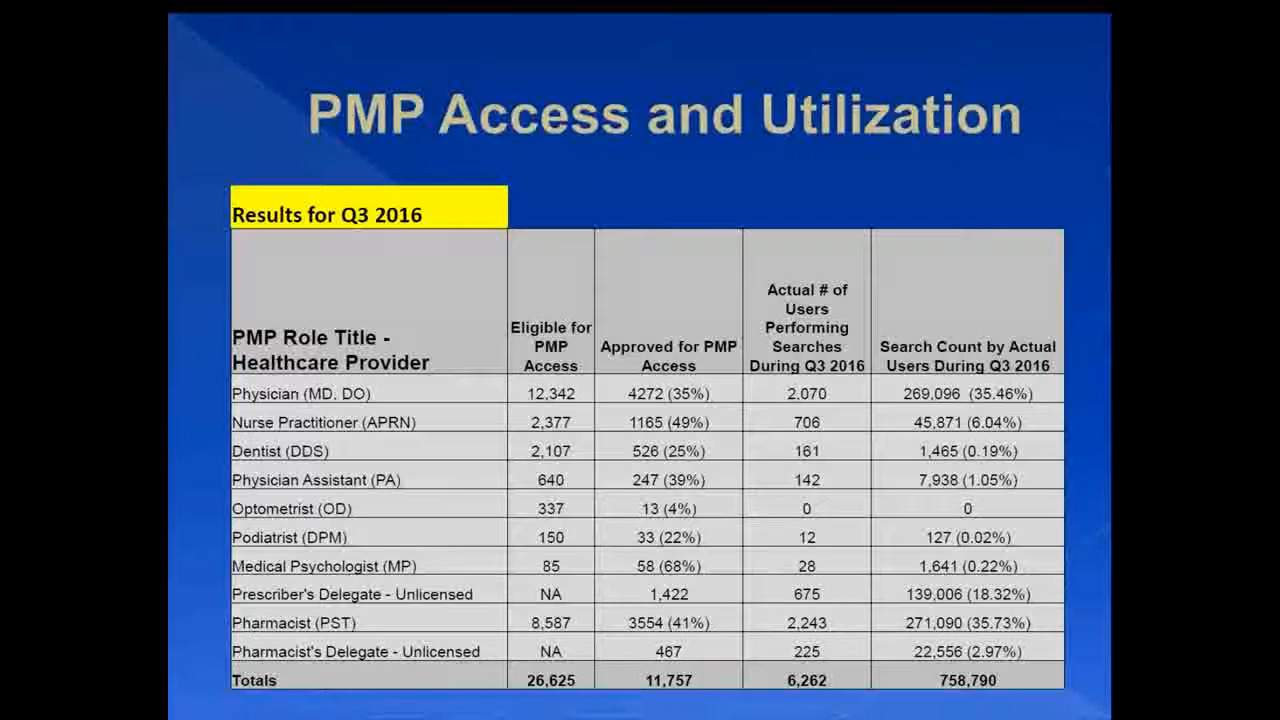 PMP Access and Utilization
Results for Q3 2016
PMP Role Title -
Healthcare Provider
Eligible for
PMP
Access
Approved for PMP
Access
Actual # of
Users
Performing
Searches
During Q3 2016
Search Count by Actual
Users During Q3 2016
Physician (MD. DO) 12,342 4272 (35%) 2,070 269,096 (35.46%)
Nurse Practitioner (APRN) 2,377 1165 (49%) 706 45,871 (6.04%)
Dentist (DDS) 2,107 526 (25%) 161 1,465 (0.19%)
Physician Assistant (PA) 640 247 (39%) 142 7,938 (1.05%)
Optometrist (OD) 337 13 (4%) 0 0
Podiatrist (DPM) 150 33 (22%) 12 127 (0.02%)
Medical Psychologist (MP) 85 58 (68%) 28 1,641 (0.22%)
Prescriber's Delegate - Unlicensed NA 1,422 675 139,006 (18.32%)
Pharmacist (PST) 8,587 3554 (41%) 2,243 271,090 (35.73%)
Pharmacist's Delegate - Unlicensed NA 467 225 22,556 (2.97%)
Totals 26,625 11,757 6,262 758,790